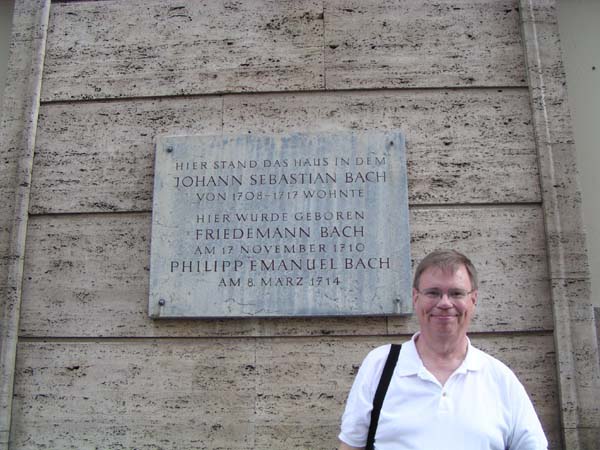 HIER STAND DAS HAUS IN DEM
JOHANN SEBASTIAN BACH
VON 1708-1717 WOHNTE
HIER WURDE GEBOREN
FRIEDEMANN BACH
AM 17 NOVEMBER 1710
PHILIPP EMANUEL BACH
AM 8. MÄRZ 1714